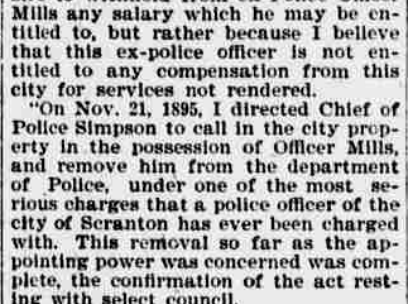 Mills any salary which he may be en-
titled to, but rather because I believe
that this ex-police officer is not en-
titled to any compensation from this
city for services not rendered.
"On Nov. 21, 1895, I directed Chief of
Police Simpson to call in the city prop-
erty in the possession of Officer Mills,
and remove him from the department
of Police, under one of the most se-
rious charges that a police officer of the
city of Scranton has ever been charged
with. This removal so far as the ap-
pointing power was concerned was com-
plete, the confirmation of the act rest-
ing with select council.